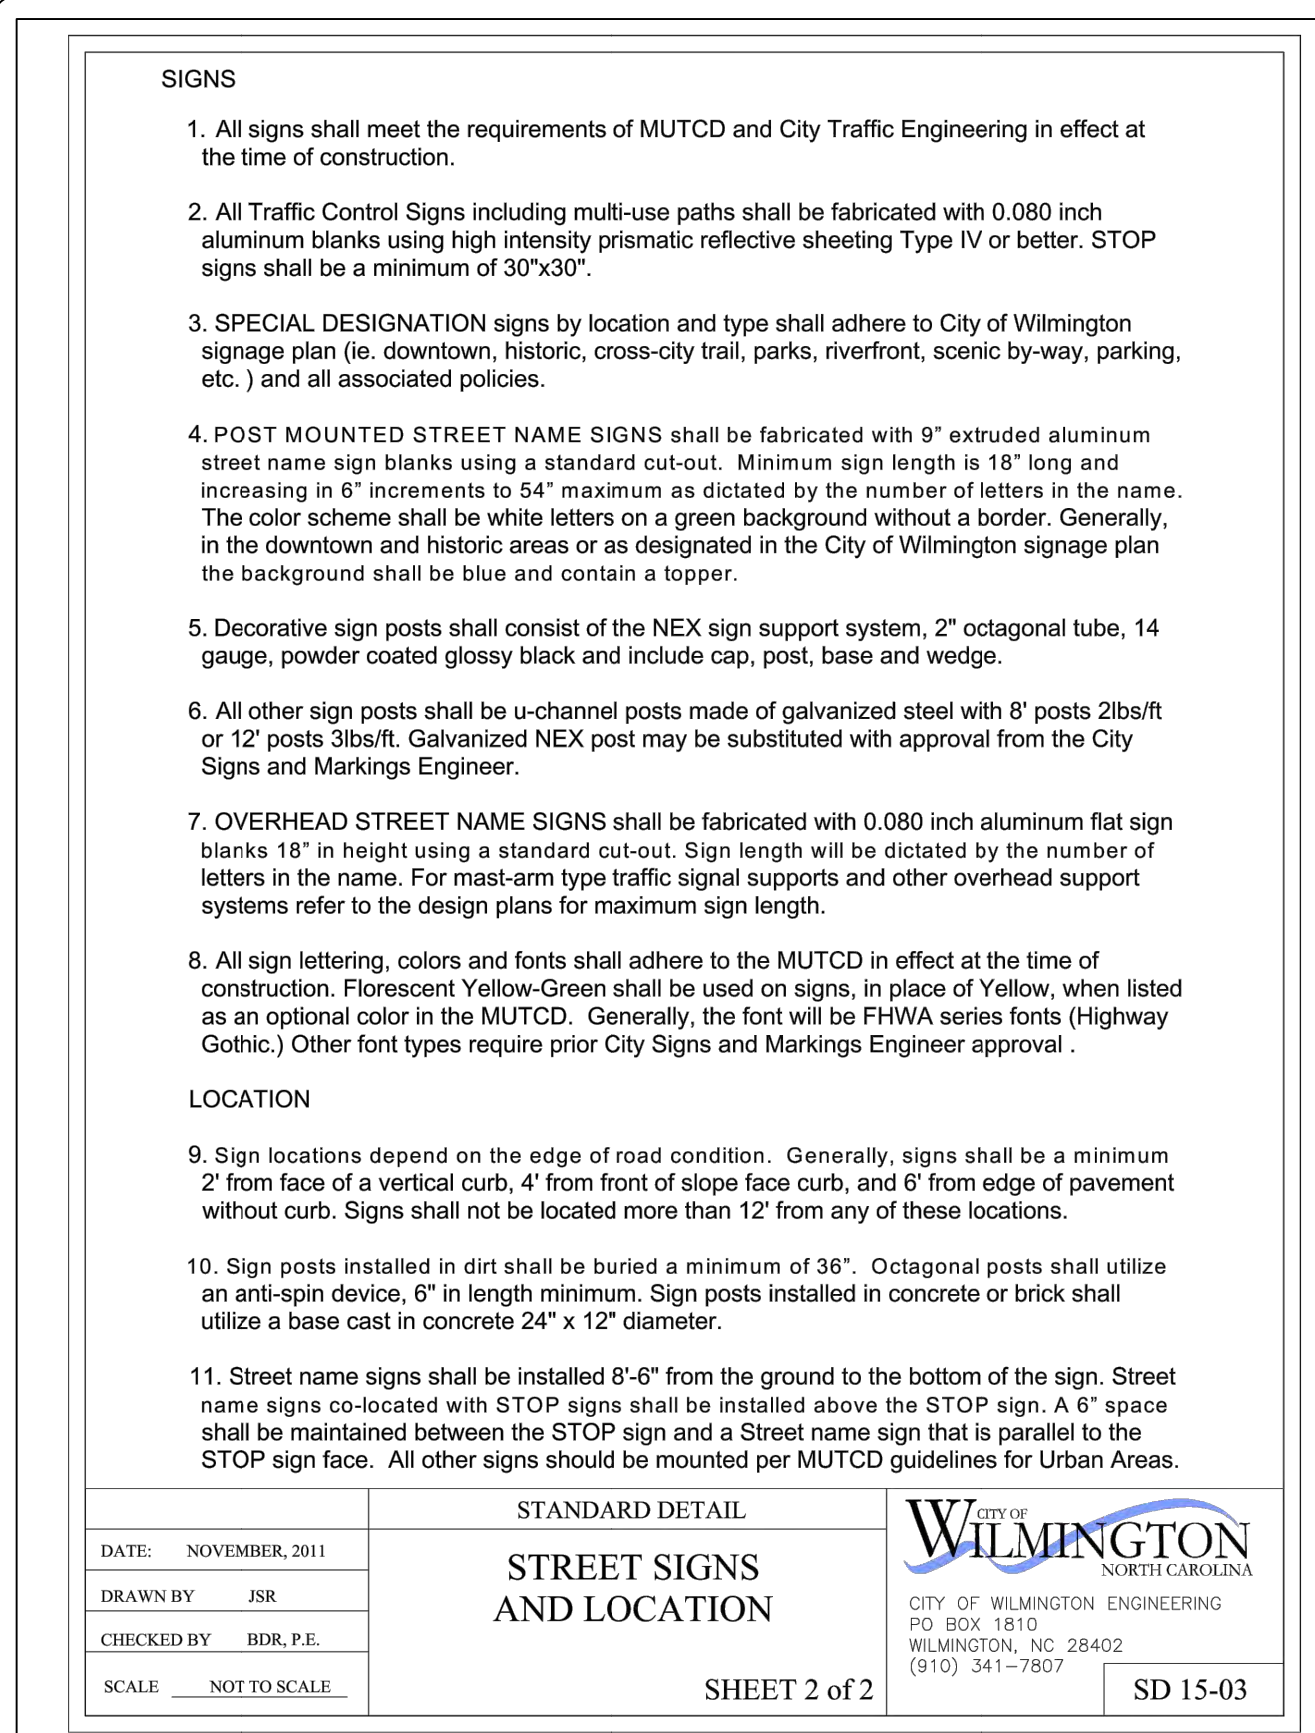 SIGNS
1. All signs shall meet the requirements of MUTCD and City Traffic Engineering in effect at
the time of construction.
2. All Traffic Control Signs including multi-use paths shall be fabricated with 0.080 inch
aluminum blanks using high intensity prismatic reflective sheeting Type IV or better. STOP
signs shall be a minimum of 30"x30".
3. SPECIAL DESIGNATION signs by location and type shall adhere to City of Wilmington
signage plan (ie. downtown, historic, cross-city trail, parks, riverfront, scenic by-way, parking,
etc. ) and all associated policies.
4. POST MOUNTED STREET NAME SIGNS shall be fabricated with 9” extruded aluminum
street name sign blanks using a standard cut-out. Minimum sign length is 18” long and
increasing in 6” increments to 54” maximum as dictated by the number of letters in the name.
The color scheme shall be white letters on a green background without a border. Generally,
in the downtown and historic areas or as designated in the City of Wilmington signage plan
the background shall be blue and contain a topper.
5. Decorative sign posts shall consist of the NEX sign support system, 2" octagonal tube, 14
gauge, powder coated glossy black and include cap, post, base and wedge.
6. All other sign posts shall be u-channel posts made of galvanized steel with 8' posts 2lbs/ft
or 12' posts 3lbs/ft. Galvanized NEX post may be substituted with approval from the City
Signs and Markings Engineer.
7. OVERHEAD STREET NAME SIGNS shall be fabricated with 0.080 inch aluminum flat sign
blanks 18” in height using a standard cut-out. Sign length will be dictated by the number of
letters in the name. For mast-arm type traffic signal supports and other overhead support
systems refer to the design plans for maximum sign length.
8. All sign lettering, colors and fonts shall adhere to the MUTCD in effect at the time of
construction. Florescent Yellow-Green shall be used on signs, in place of Yellow, when listed
as an optional color in the MUTCD. Generally, the font will be FHWA series fonts (Highway
Gothic.) Other font types require prior City Signs and Markings Engineer approval .
LOCATION
9. Sign locations depend on the edge of road condition. Generally, signs shall be a minimum
2' from face of a vertical curb, 4' from front of slope face curb, and 6' from edge of pavement
without curb. Signs shall not be located more than 12' from any of these locations.
10. Sign posts installed in dirt shall be buried a minimum of 36”. Octagonal posts shall utilize
an anti-spin device, 6" in length minimum. Sign posts installed in concrete or brick shall
utilize a base cast in concrete 24" x 12" diameter.
11. Street name signs shall be installed 8'-6" from the ground to the bottom of the sign. Street
name signs co-located with STOP signs shall be installed above the STOP sign. A 6” space
shall be maintained between the STOP sign and a Street name sign that is parallel to the
STOP sign face. All other signs should be mounted per MUTCD guidelines for Urban Areas.
DATE: NOVEMBER, 2011
DRAWN BY JSR
CHECKED BY BDR, P.E.
SCALE NOT TO SCALE
STANDARD DETAIL
STREET SIGNS
AND LOCATION
SHEET 2 of 2
CITY OF
WILMINGTON
NORTH CAROLINA
CITY OF WILMINGTON ENGINEERING
PO BOX 1810
WILMINGTON, NC 28402
(910) 341-7807
SD 15-03